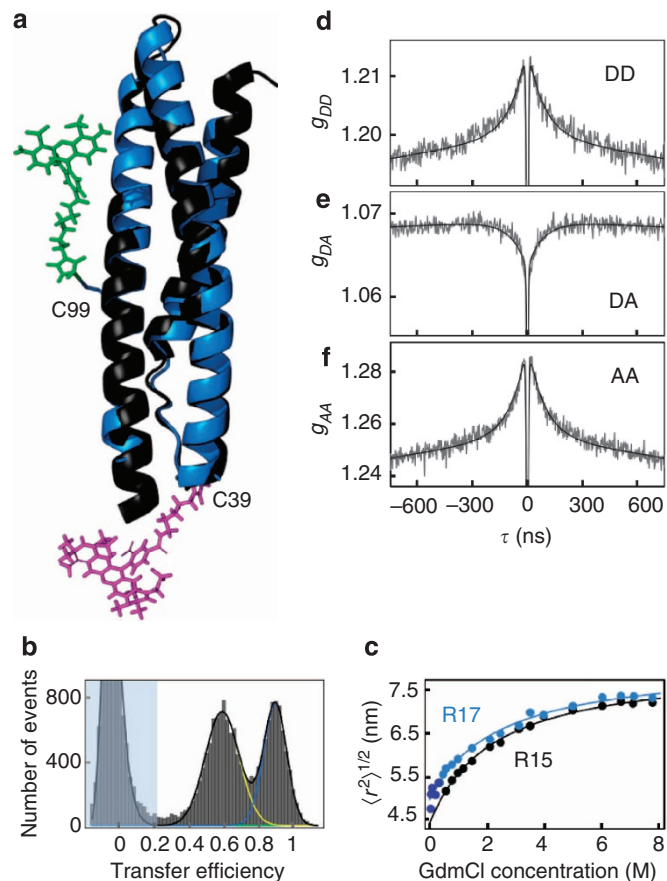 a
C99
C39
d
g_DD
1.21
1.20
DD
e
g_DA
1.07
1.06
DA
f
g_AA
1.28
1.26
1.24
AA
−600 −300 0 300 600
τ (ns)
b
Number of events
800
400
0
0 0.2 0.4 0.6 0.8 1
Transfer efficiency
c
⟨r²⟩^1/2 (nm)
7.5
6.5
5.5
4.5
R17
R15
0 2 4 6 8
GdmCl concentration (M)